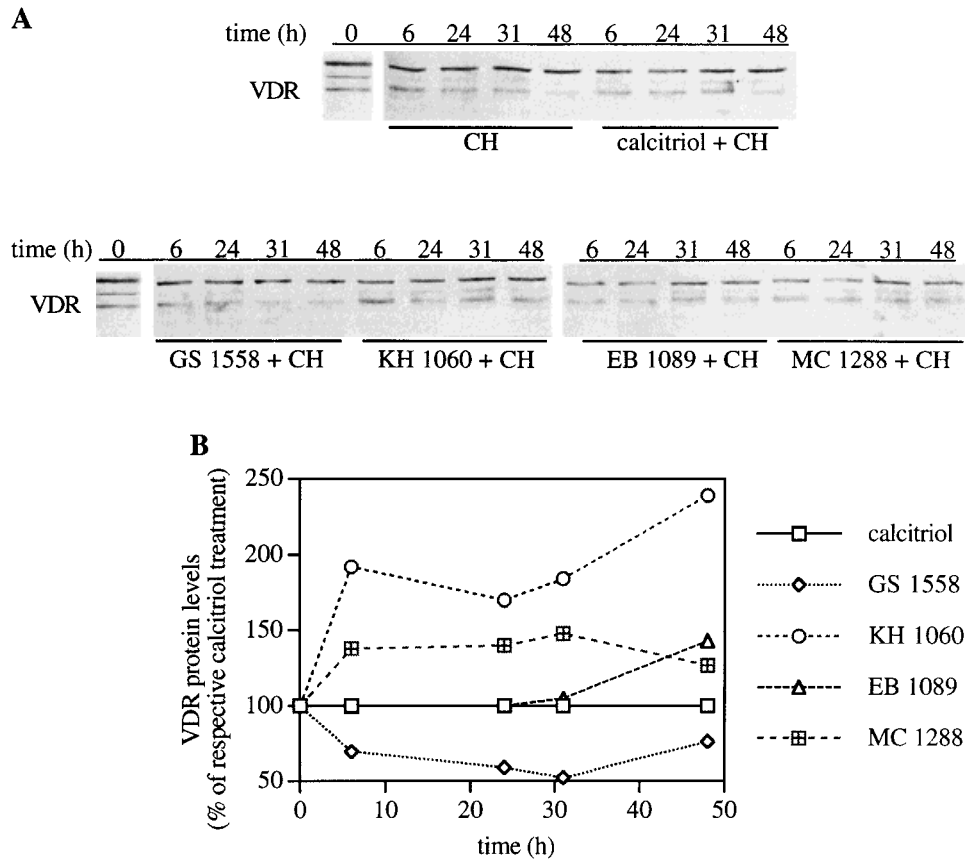 A
time (h) 0 6 24 31 48 6 24 31 48
VDR
CH calcitriol + CH
time (h) 0 6 24 31 48 6 24 31 48 6 24 31 48 6 24 31 48
VDR
GS 1558 + CH KH 1060 + CH EB 1089 + CH MC 1288 + CH
B
VDR protein levels
(% of respective calcitriol treatment)
250
200
150
100
50
0 10 20 30 40 50
time (h)
calcitriol
GS 1558
KH 1060
EB 1089
MC 1288